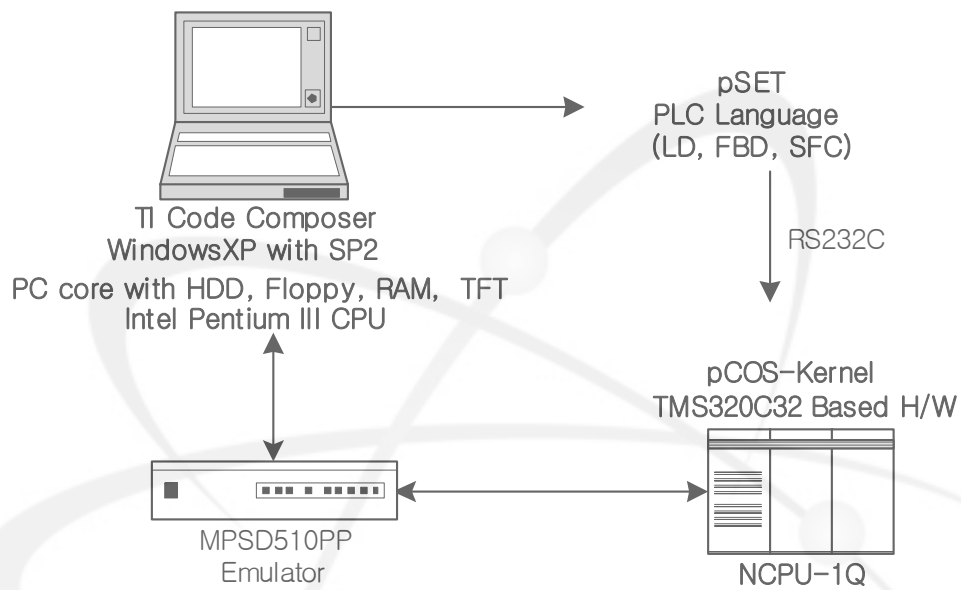 pSET
PLC Language
(LD, FBD, SFC)
TI Code Composer
WindowsXP with SP2
PC core with HDD, Floppy, RAM, TFT
Intel Pentium III CPU
RS232C
pCOS-Kernel
TMS320C32 Based H/W
MPSD510PP
Emulator
NCPU-1Q